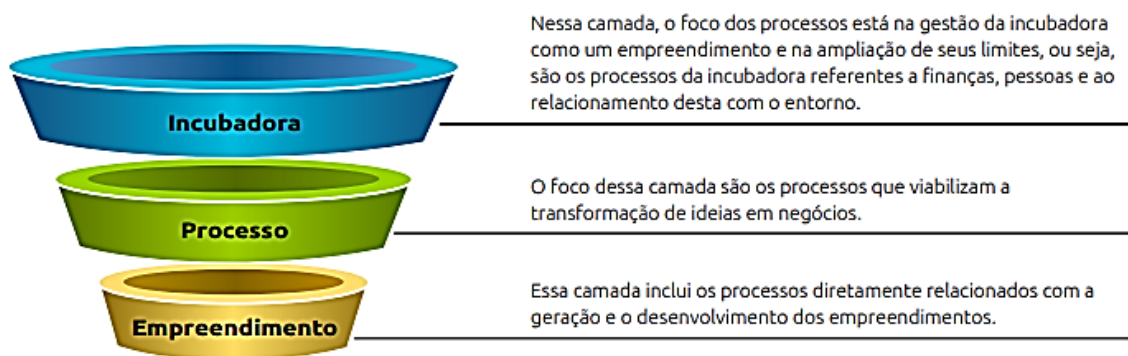 Nessa camada, o foco dos processos está na gestão da incubadora
como um empreendimento e na ampliação de seus limites, ou seja,
são os processos da incubadora referentes a finanças, pessoas e ao
relacionamento desta com o entorno.
Incubadora
O foco dessa camada são os processos que viabilizam a
transformação de ideias em negócios.
Processo
Essa camada inclui os processos diretamente relacionados com a
geração e o desenvolvimento dos empreendimentos.
Empreendimento